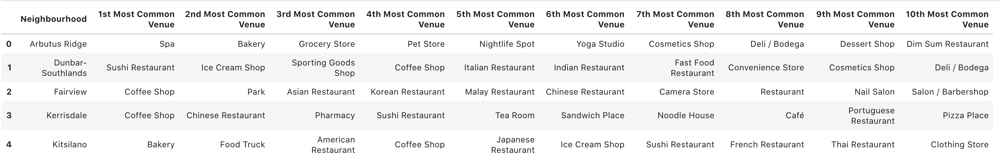 Neighbourhood 1st Most Common Venue 2nd Most Common Venue 3rd Most Common Venue 4th Most Common Venue 5th Most Common Venue 6th Most Common Venue 7th Most Common Venue 8th Most Common Venue 9th Most Common Venue 10th Most Common Venue
0 Arbutus Ridge Spa Bakery Grocery Store Pet Store Nightlife Spot Yoga Studio Cosmetics Shop Deli / Bodega Dessert Shop Dim Sum Restaurant
1 Dunbar-Southlands Sushi Restaurant Ice Cream Shop Sporting Goods Shop Coffee Shop Italian Restaurant Indian Restaurant Fast Food Restaurant Convenience Store Cosmetics Shop Deli / Bodega
2 Fairview Coffee Shop Park Asian Restaurant Korean Restaurant Malay Restaurant Chinese Restaurant Camera Store Restaurant Nail Salon Salon / Barbershop
3 Kerrisdale Coffee Shop Chinese Restaurant Pharmacy Sushi Restaurant Tea Room Sandwich Place Noodle House Café Portuguese Restaurant Pizza Place
4 Kitsilano Bakery Food Truck American Restaurant Coffee Shop Japanese Restaurant Ice Cream Shop Sushi Restaurant French Restaurant Thai Restaurant Clothing Store